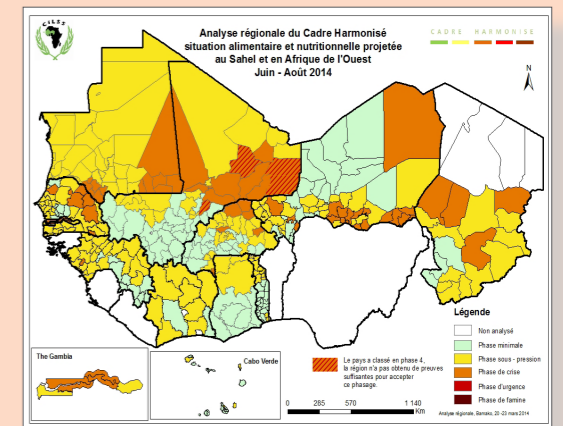 CILSS
Analyse régionale du Cadre Harmonisé
situation alimentaire et nutritionnelle projetée
au Sahel et en Afrique de l'Ouest
Juin - Août 2014
CADRE HARMONISE
N
Légende
Non analysé
Phase minimale
Phase sous - pression
Phase de crise
Phase d'urgence
Phase de famine
The Gambia
Cabo Verde
Le pays a classé en phase 4,
la région n'a pas obtenu de preuves
suffisantes pour accepter
ce phasage.
0 285 570 1 140
Km
Analyse régionale, Bamako, 20 -23 mars 2014